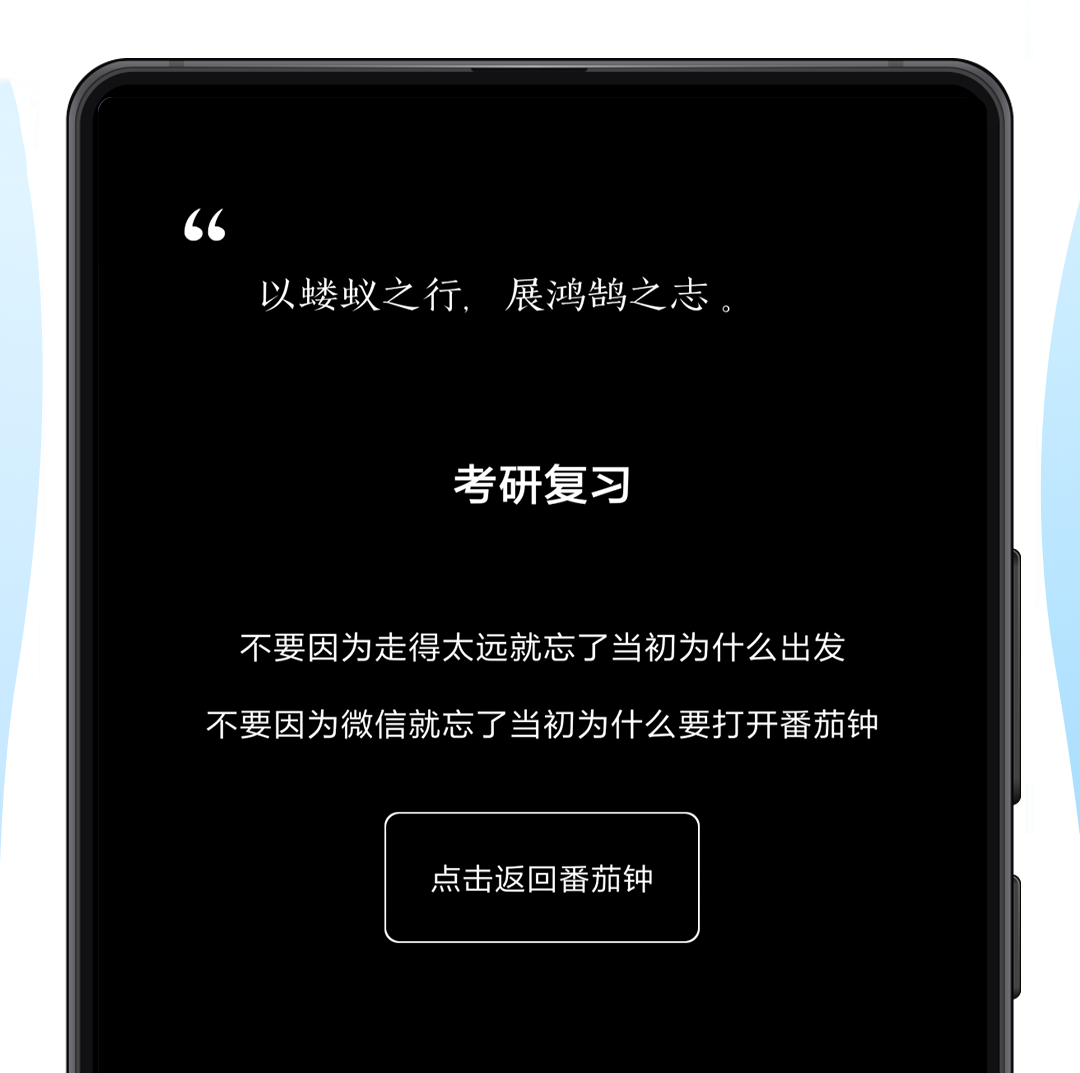 “
以蝼蚁之行，展鸿鹄之志。
考研复习
不要因为走得太远就忘了当初为什么出发
不要因为微信就忘了当初为什么要打开番茄钟
点击返回番茄钟